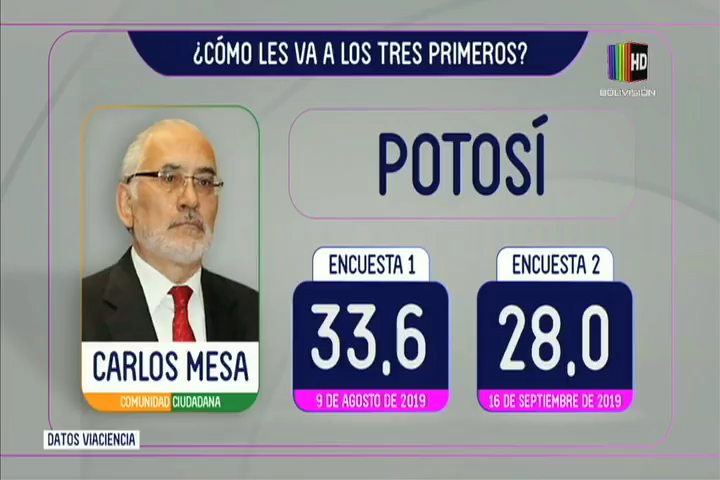 ¿CÓMO LES VA A LOS TRES PRIMEROS?
HD
BOLIVISIÓN
POTOSÍ
ENCUESTA 1
ENCUESTA 2
33,6
28,0
9 DE AGOSTO DE 2019
16 DE SEPTIEMBRE DE 2019
CARLOS MESA
COMUNIDAD CIUDADANA
DATOS VIACIENCIA